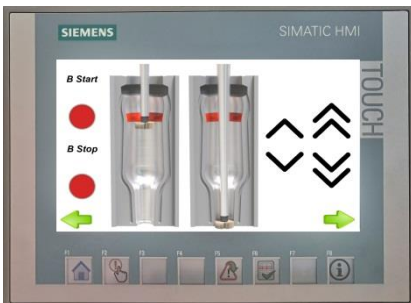 SIEMENS
SIMATIC HMI
TOUCH
B Start
B Stop
F1
F2
F3
F4
F5
F6
F7
F8